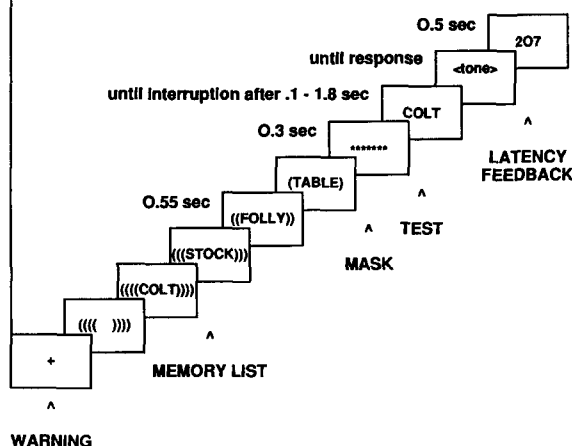 0.5 sec
207
until response
<tone>
until interruption after .1 - 1.8 sec
COLT
^
0.3 sec
*******
LATENCY
FEEDBACK
(TABLE)
^
0.55 sec
((FOLLY))
^
TEST
(((STOCK)))
MASK
((((COLT))))
(((( ))))
^
+
MEMORY LIST
^
WARNING